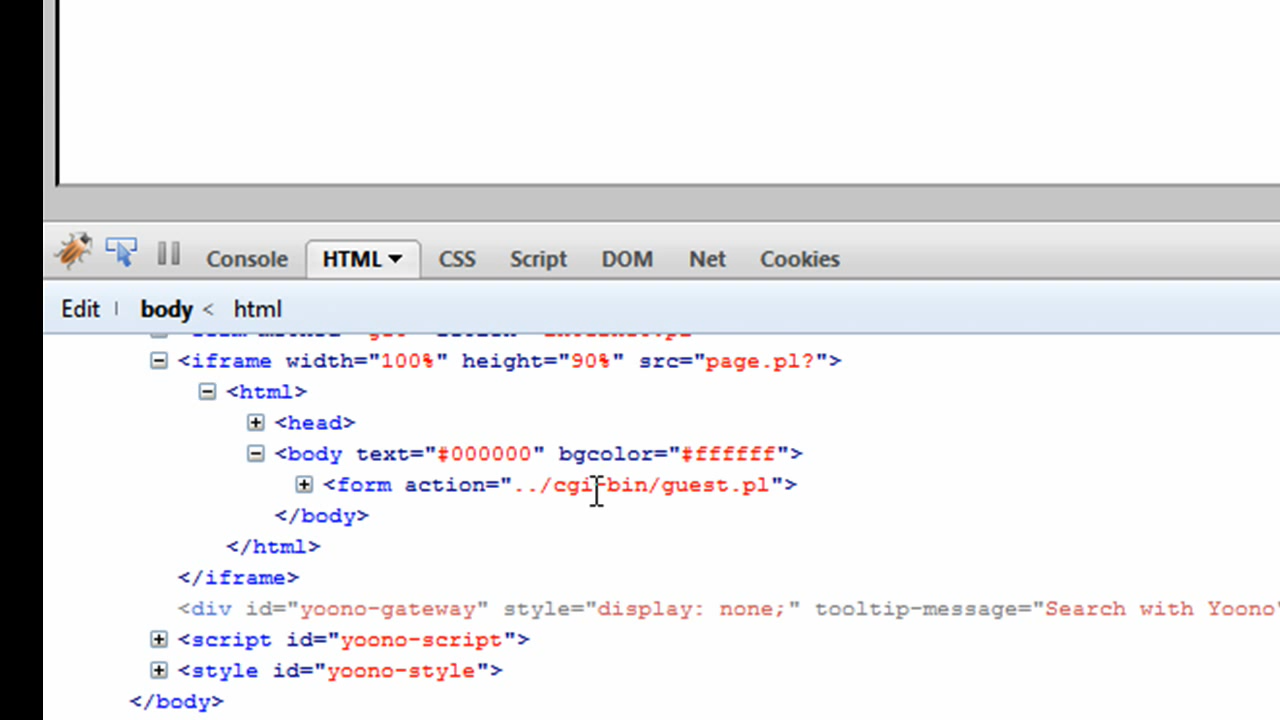 Console HTML CSS Script DOM Net Cookies
Edit body < html
<iframe width="100%" height="90%" src="page.pl?">
<html>
<head>
<body text="#000000" bgcolor="#ffffff">
<form action="../cgi-bin/guest.pl">
</body>
</html>
</iframe>
<div id="yoono-gateway" style="display: none;" tooltip-message="Search with Yoono"
<script id="yoono-script">
<style id="yoono-style">
</body>